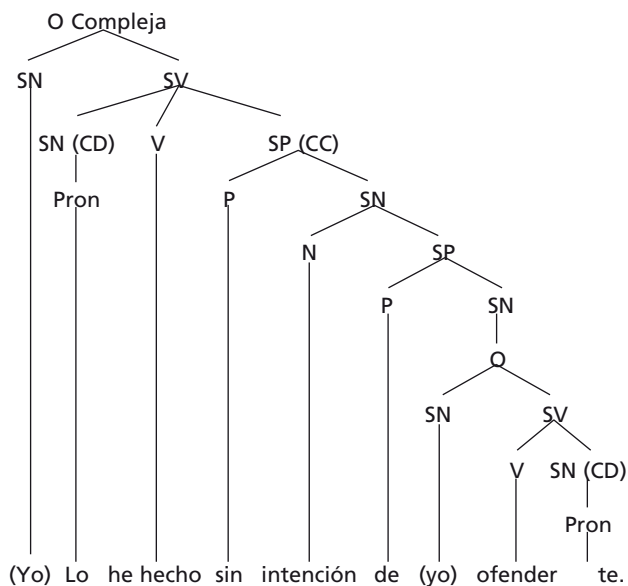 O Compleja
SN SV
SN (CD) V SP (CC)
Pron P SN
N SP
P SN
O
SN SV
V SN (CD)
Pron
(Yo) Lo he hecho sin intención de (yo) ofender te.